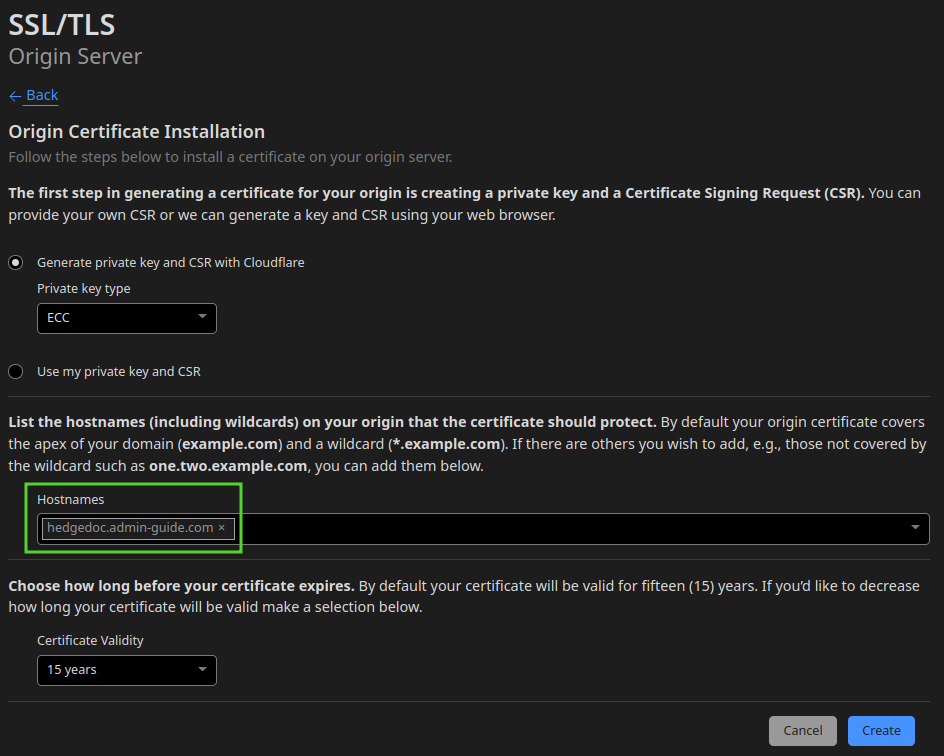 SSL/TLS
Origin Server
← Back
Origin Certificate Installation
Follow the steps below to install a certificate on your origin server.
The first step in generating a certificate for your origin is creating a private key and a Certificate Signing Request (CSR). You can
provide your own CSR or we can generate a key and CSR using your web browser.
Generate private key and CSR with Cloudflare
Private key type
ECC
Use my private key and CSR
List the hostnames (including wildcards) on your origin that the certificate should protect. By default your origin certificate covers
the apex of your domain (example.com) and a wildcard (*.example.com). If there are others you wish to add, e.g., those not covered by
the wildcard such as one.two.example.com, you can add them below.
Hostnames
hedgedoc.admin-guide.com ×
Choose how long before your certificate expires. By default your certificate will be valid for fifteen (15) years. If you’d like to decrease
how long your certificate will be valid make a selection below.
Certificate Validity
15 years
Cancel Create